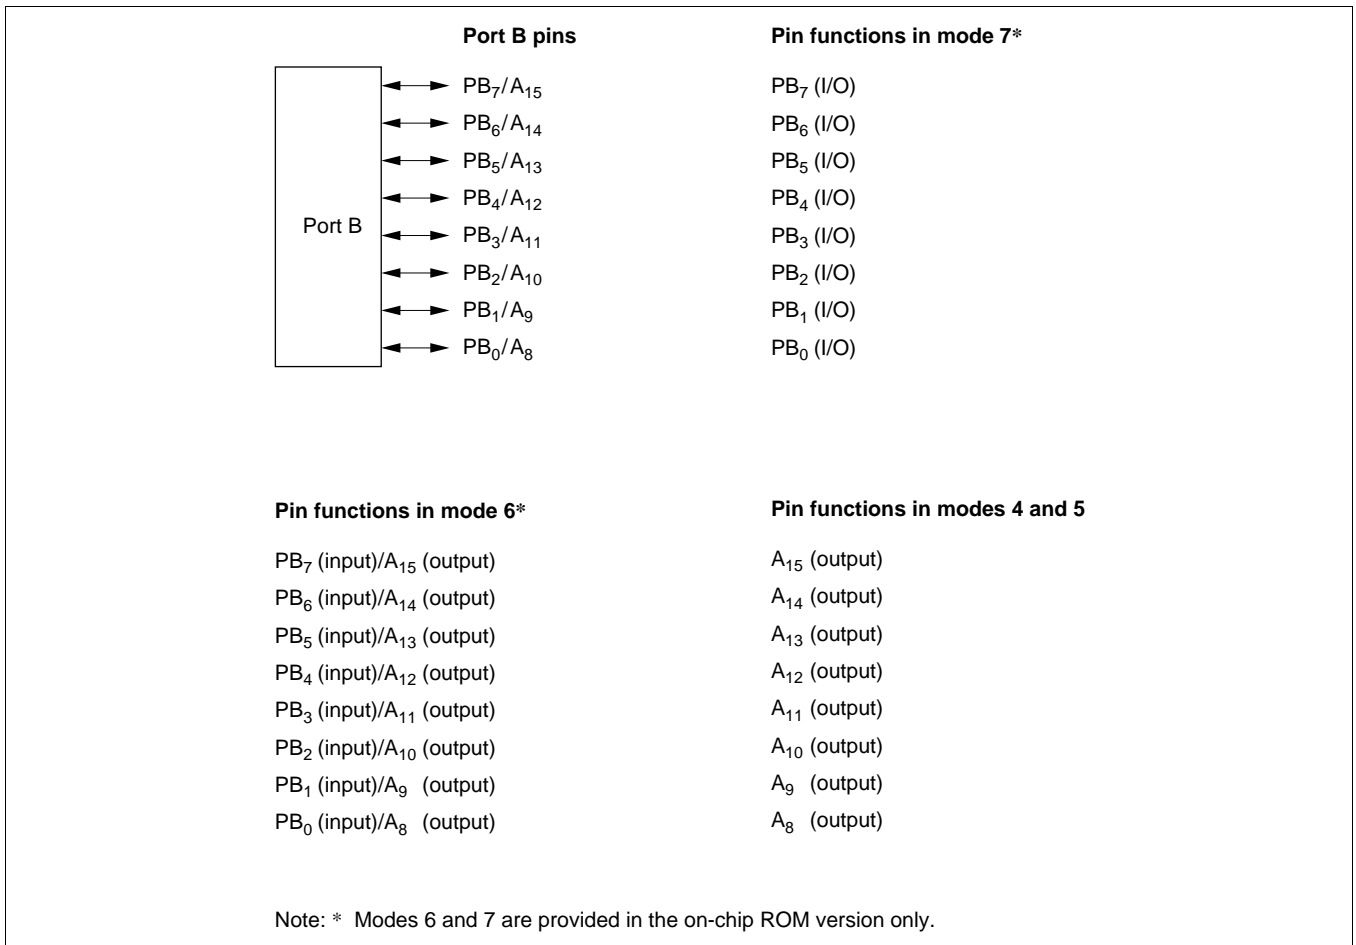 Port B pins Pin functions in mode 7*
PB7/A15 PB7 (I/O)
PB6/A14 PB6 (I/O)
PB5/A13 PB5 (I/O)
PB4/A12 PB4 (I/O)
Port B
PB3/A11 PB3 (I/O)
PB2/A10 PB2 (I/O)
PB1/A9 PB1 (I/O)
PB0/A8 PB0 (I/O)
Pin functions in mode 6* Pin functions in modes 4 and 5
PB7 (input)/A15 (output) A15 (output)
PB6 (input)/A14 (output) A14 (output)
PB5 (input)/A13 (output) A13 (output)
PB4 (input)/A12 (output) A12 (output)
PB3 (input)/A11 (output) A11 (output)
PB2 (input)/A10 (output) A10 (output)
PB1 (input)/A9 (output) A9 (output)
PB0 (input)/A8 (output) A8 (output)
Note: * Modes 6 and 7 are provided in the on-chip ROM version only.